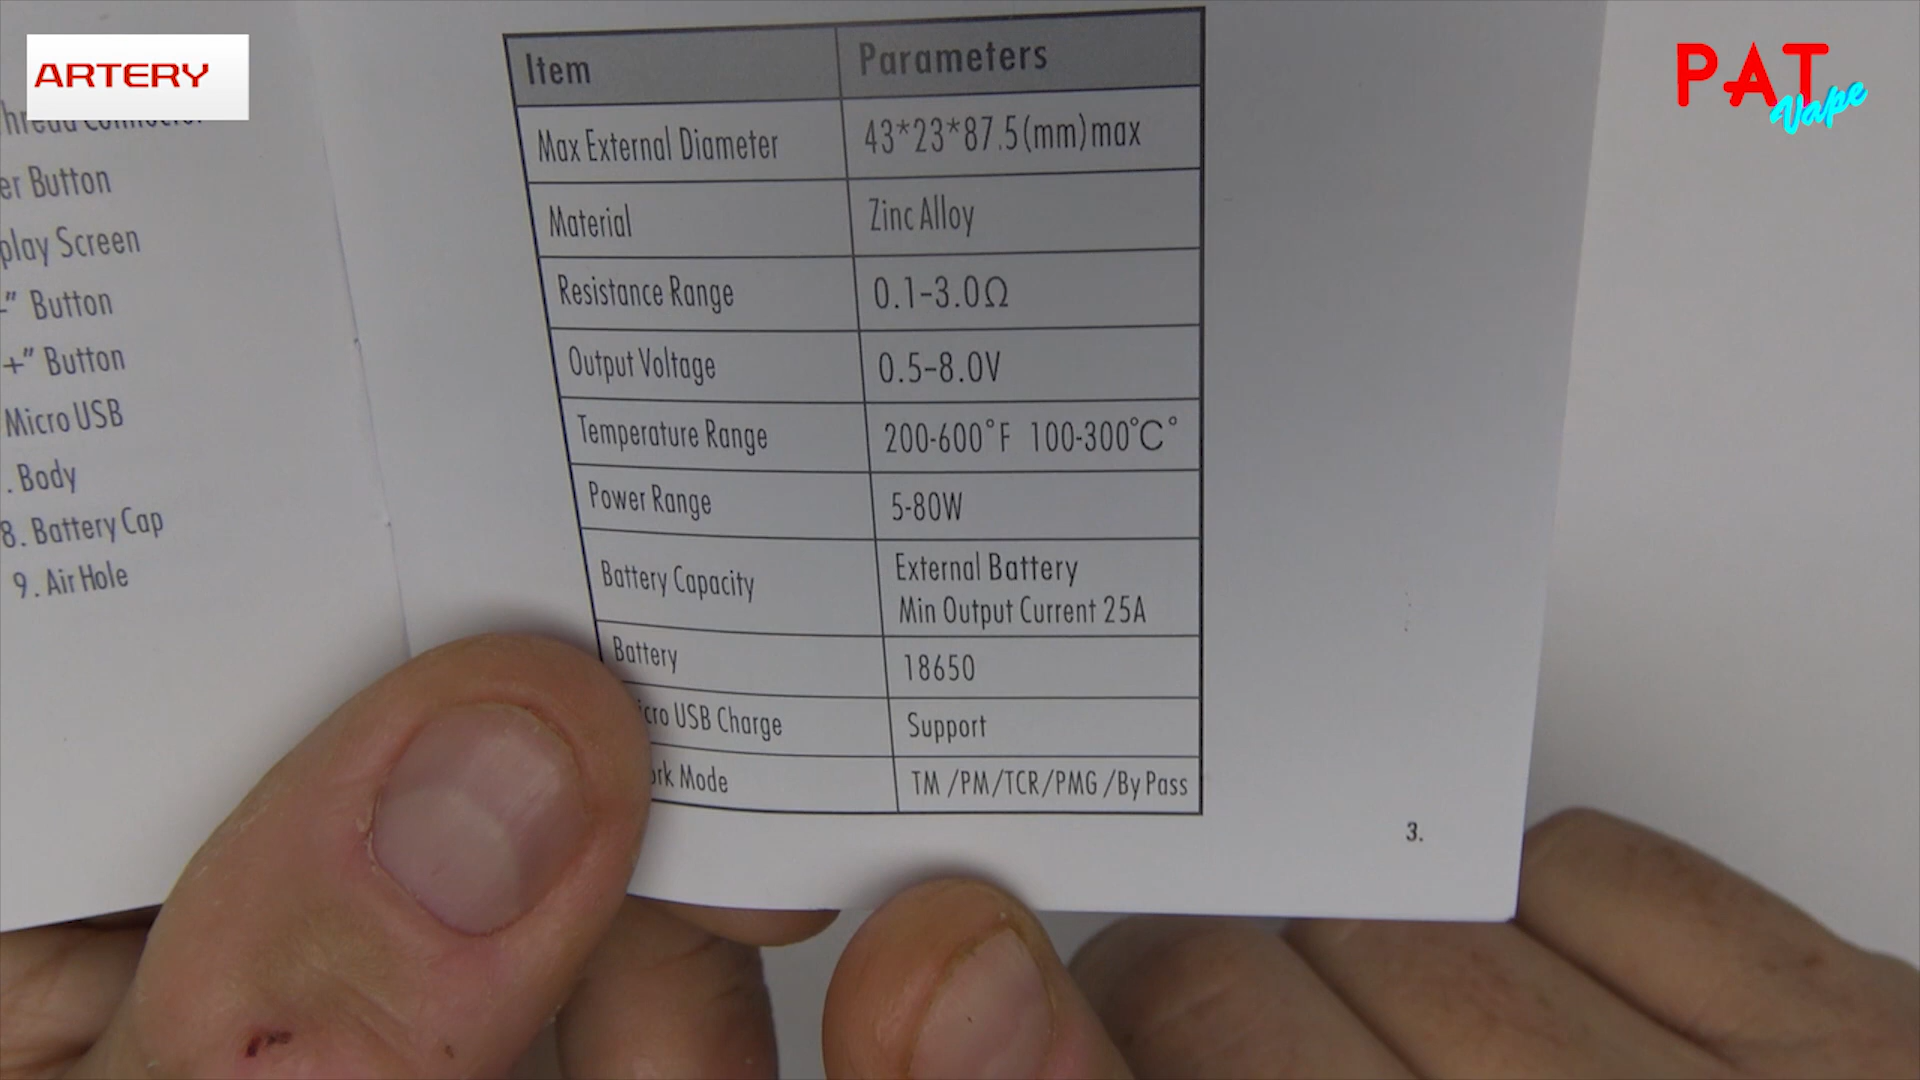 ARTERY
PAT
Vape
er Button
play Screen
-" Button
+" Button
Micro USB
. Body
8. Battery Cap
9. Air Hole
Item Parameters
Max External Diameter 43*23*87.5(mm)max
Material Zinc Alloy
Resistance Range 0.1-3.0Ω
Output Voltage 0.5-8.0V
Temperature Range 200-600°F 100-300℃°
Power Range 5-80W
Battery Capacity External Battery
Min Output Current 25A
Battery 18650
icro USB Charge Support
ork Mode TM /PM/TCR/PMG /By Pass
3.